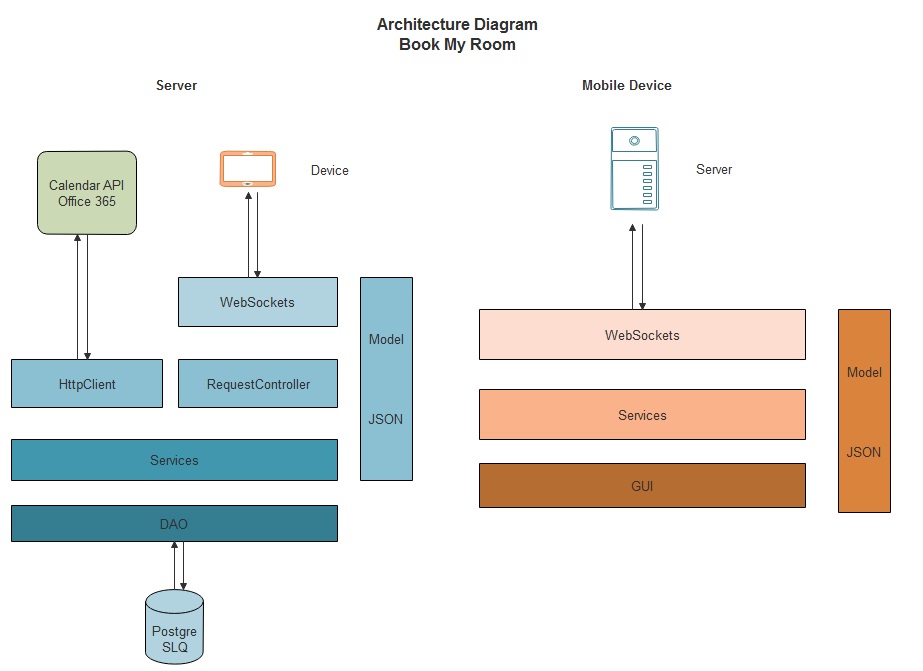 Architecture Diagram
Book My Room
Server
Mobile Device
Calendar API
Office 365
Device
Server
WebSockets
Model
JSON
HttpClient
RequestController
Services
DAO
Postgre
SLQ
WebSockets
Services
GUI
Model
JSON